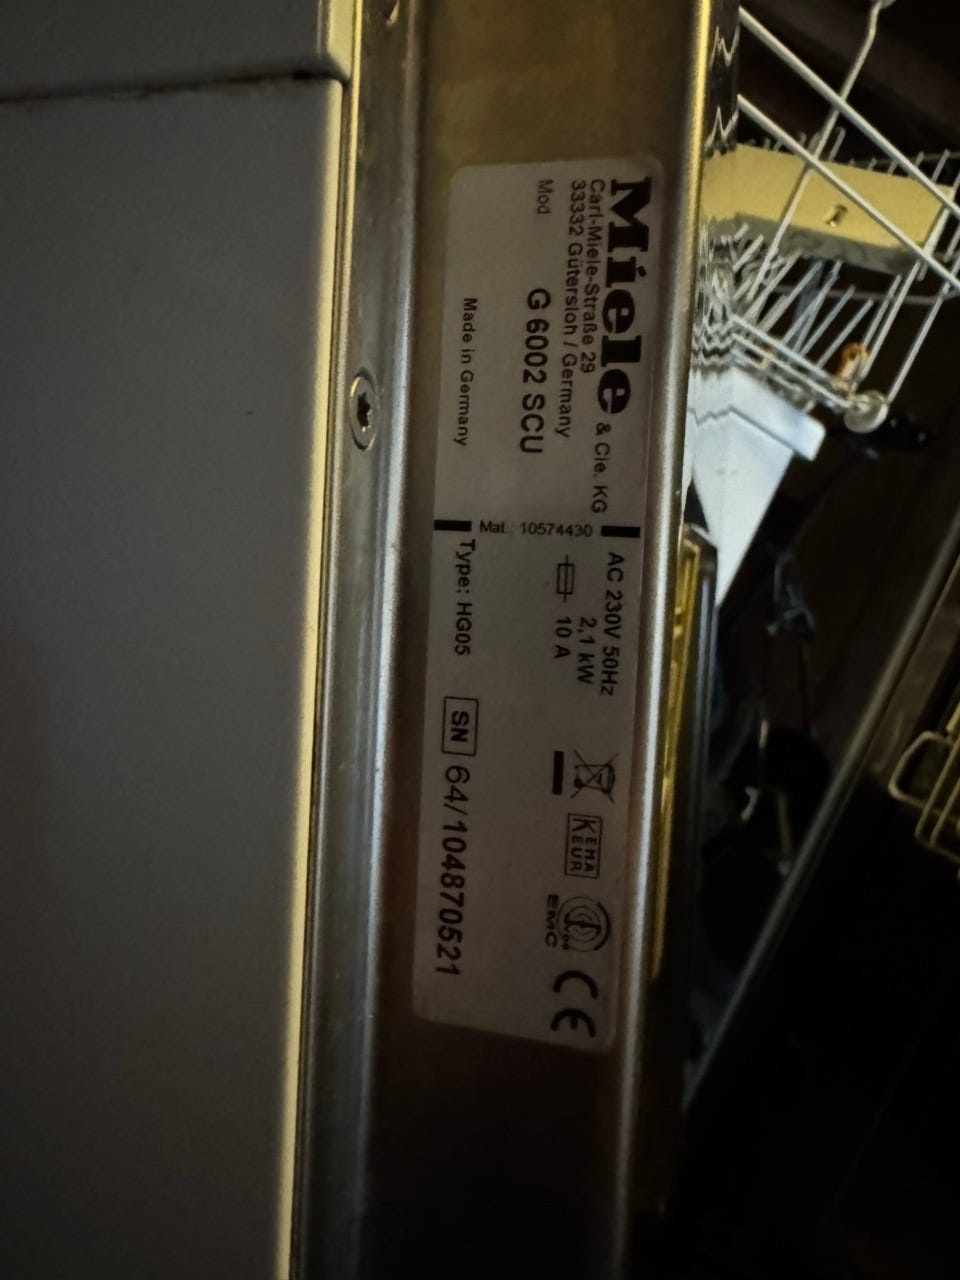 Miele & Cie. KG
Carl-Miele-Straße 29
33332 Gütersloh / Germany
Mod G 6002 SCU
Made in Germany
Mat.: 10574430
AC 230V 50Hz
2,1 kW
10 A
KEMA
EUR
EMC
CE
Type: HG05 SN 64/104870521